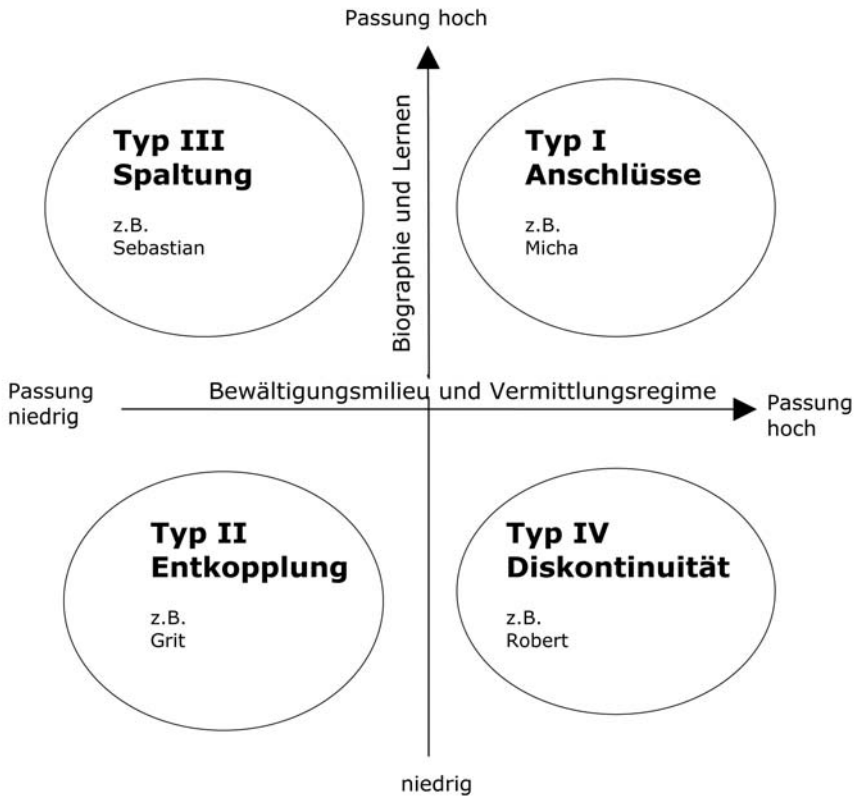 Passung hoch
Typ III
Spaltung
z.B.
Sebastian
Biographie und Lernen
Typ I
Anschlüsse
z.B.
Micha
Passung
niedrig
Bewältigungsmilieu und Vermittlungsregime
Passung
hoch
Typ II
Entkopplung
z.B.
Grit
Typ IV
Diskontinuität
z.B.
Robert
niedrig